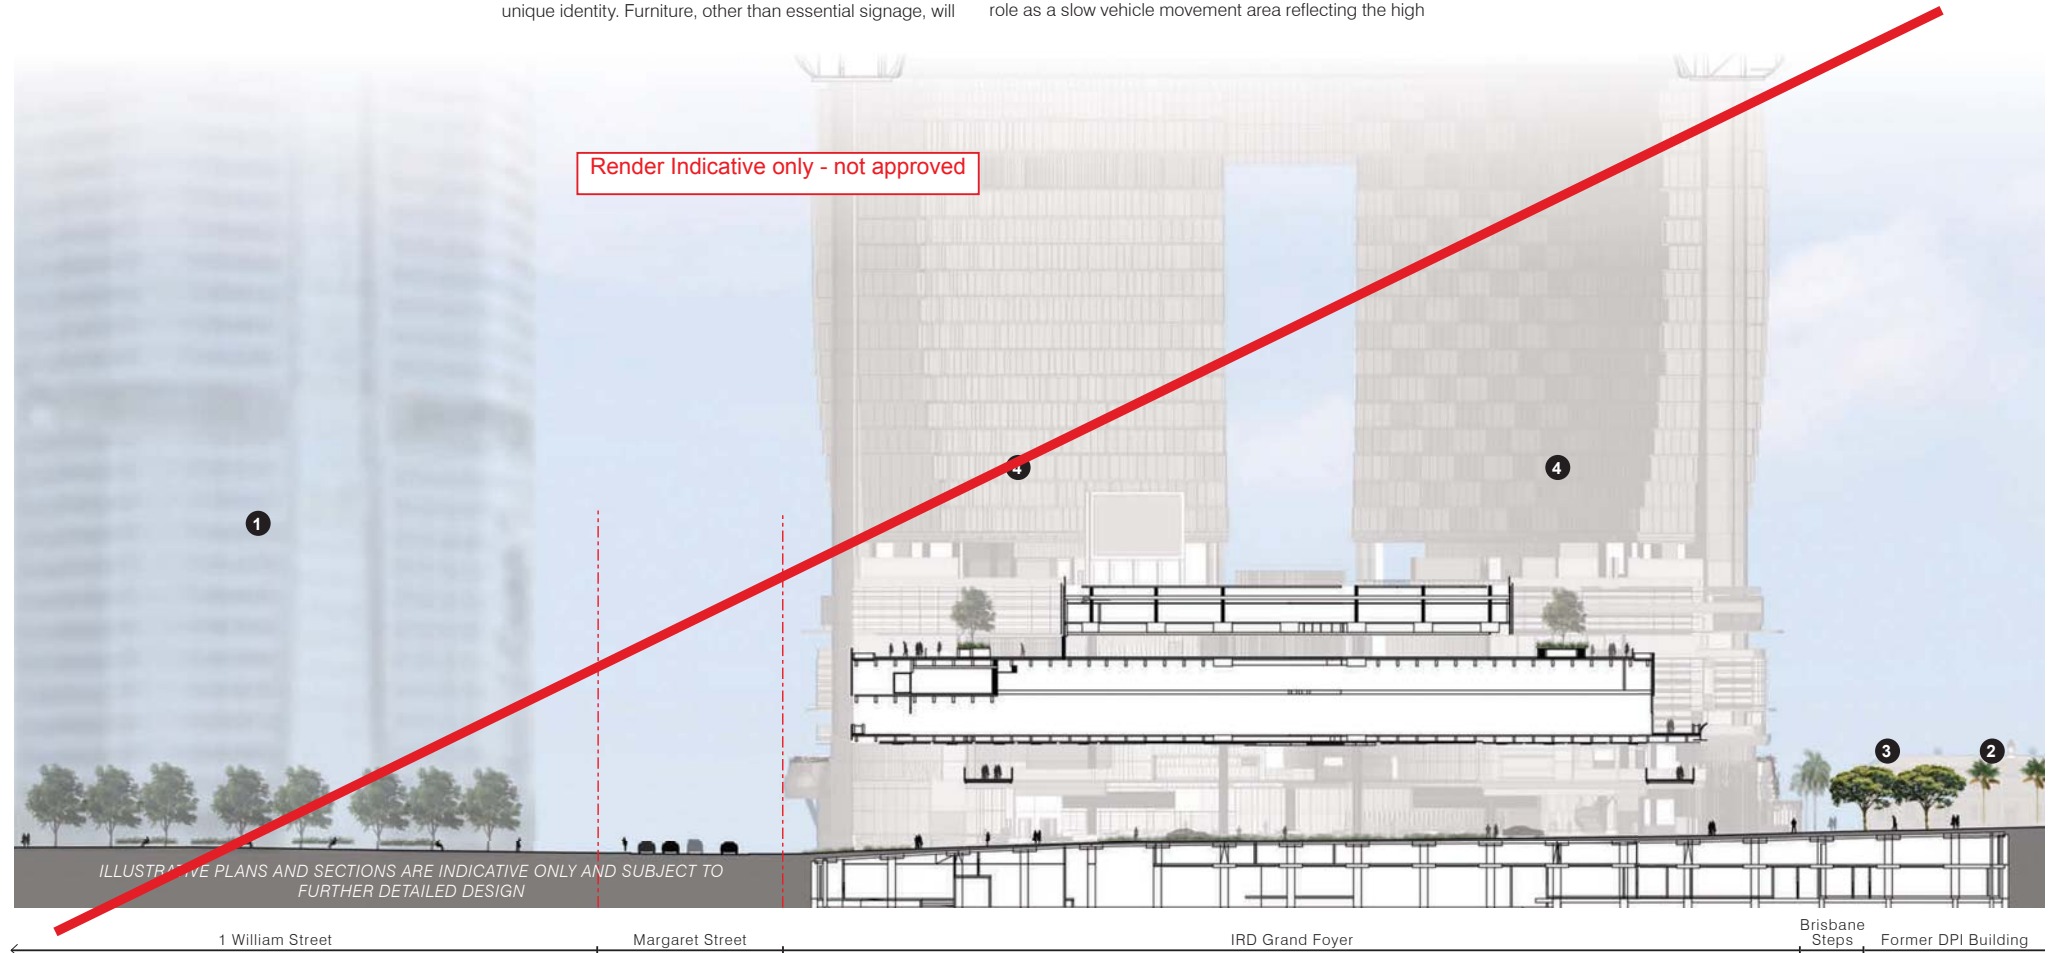 unique identity. Furniture, other than essential signage, will
role as a slow vehicle movement area reflecting the high
Render Indicative only - not approved
4
4
1
3
2
ILLUSTRATIVE PLANS AND SECTIONS ARE INDICATIVE ONLY AND SUBJECT TO
FURTHER DETAILED DESIGN
1 William Street
Margaret Street
IRD Grand Foyer
Brisbane
Steps
Former DPI Building